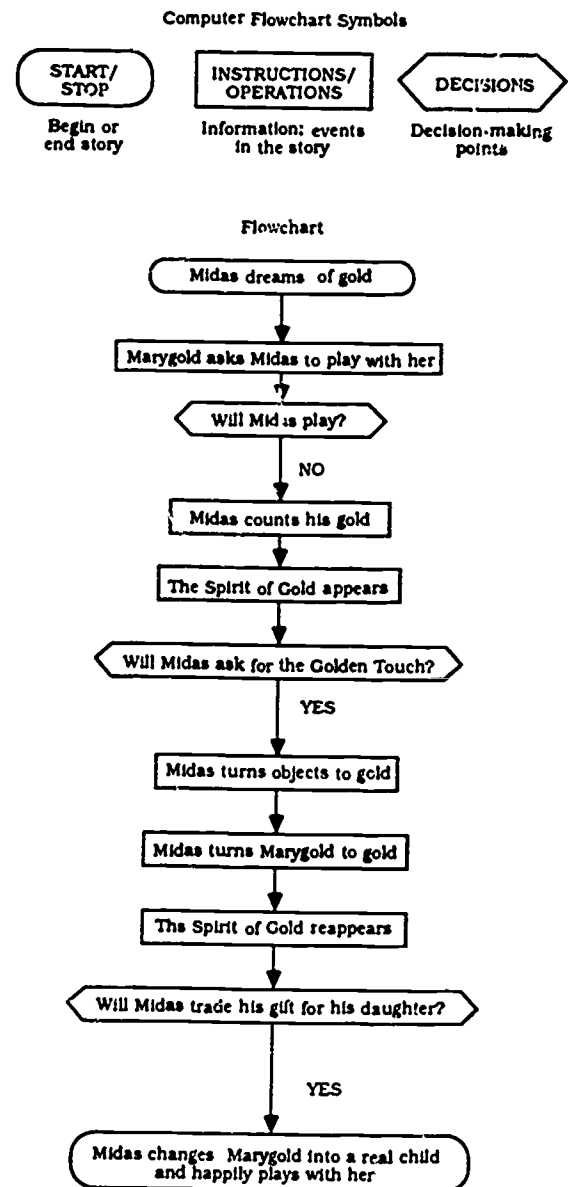 Computer Flowchart Symbols
START/
STOP
INSTRUCTIONS/
OPERATIONS
DECISIONS
Begin or
end story
Information: events
in the story
Decision-making
points
Flowchart
Midas dreams of gold
Marygold asks Midas to play with her
Will Midas play?
NO
Midas counts his gold
The Spirit of Gold appears
Will Midas ask for the Golden Touch?
YES
Midas turns objects to gold
Midas turns Marygold to gold
Ths Spirit of Gold reappears
Will Midas trade his gift for his daughter?
YES
Midas changes Marygold into a real child
and happily plays with her